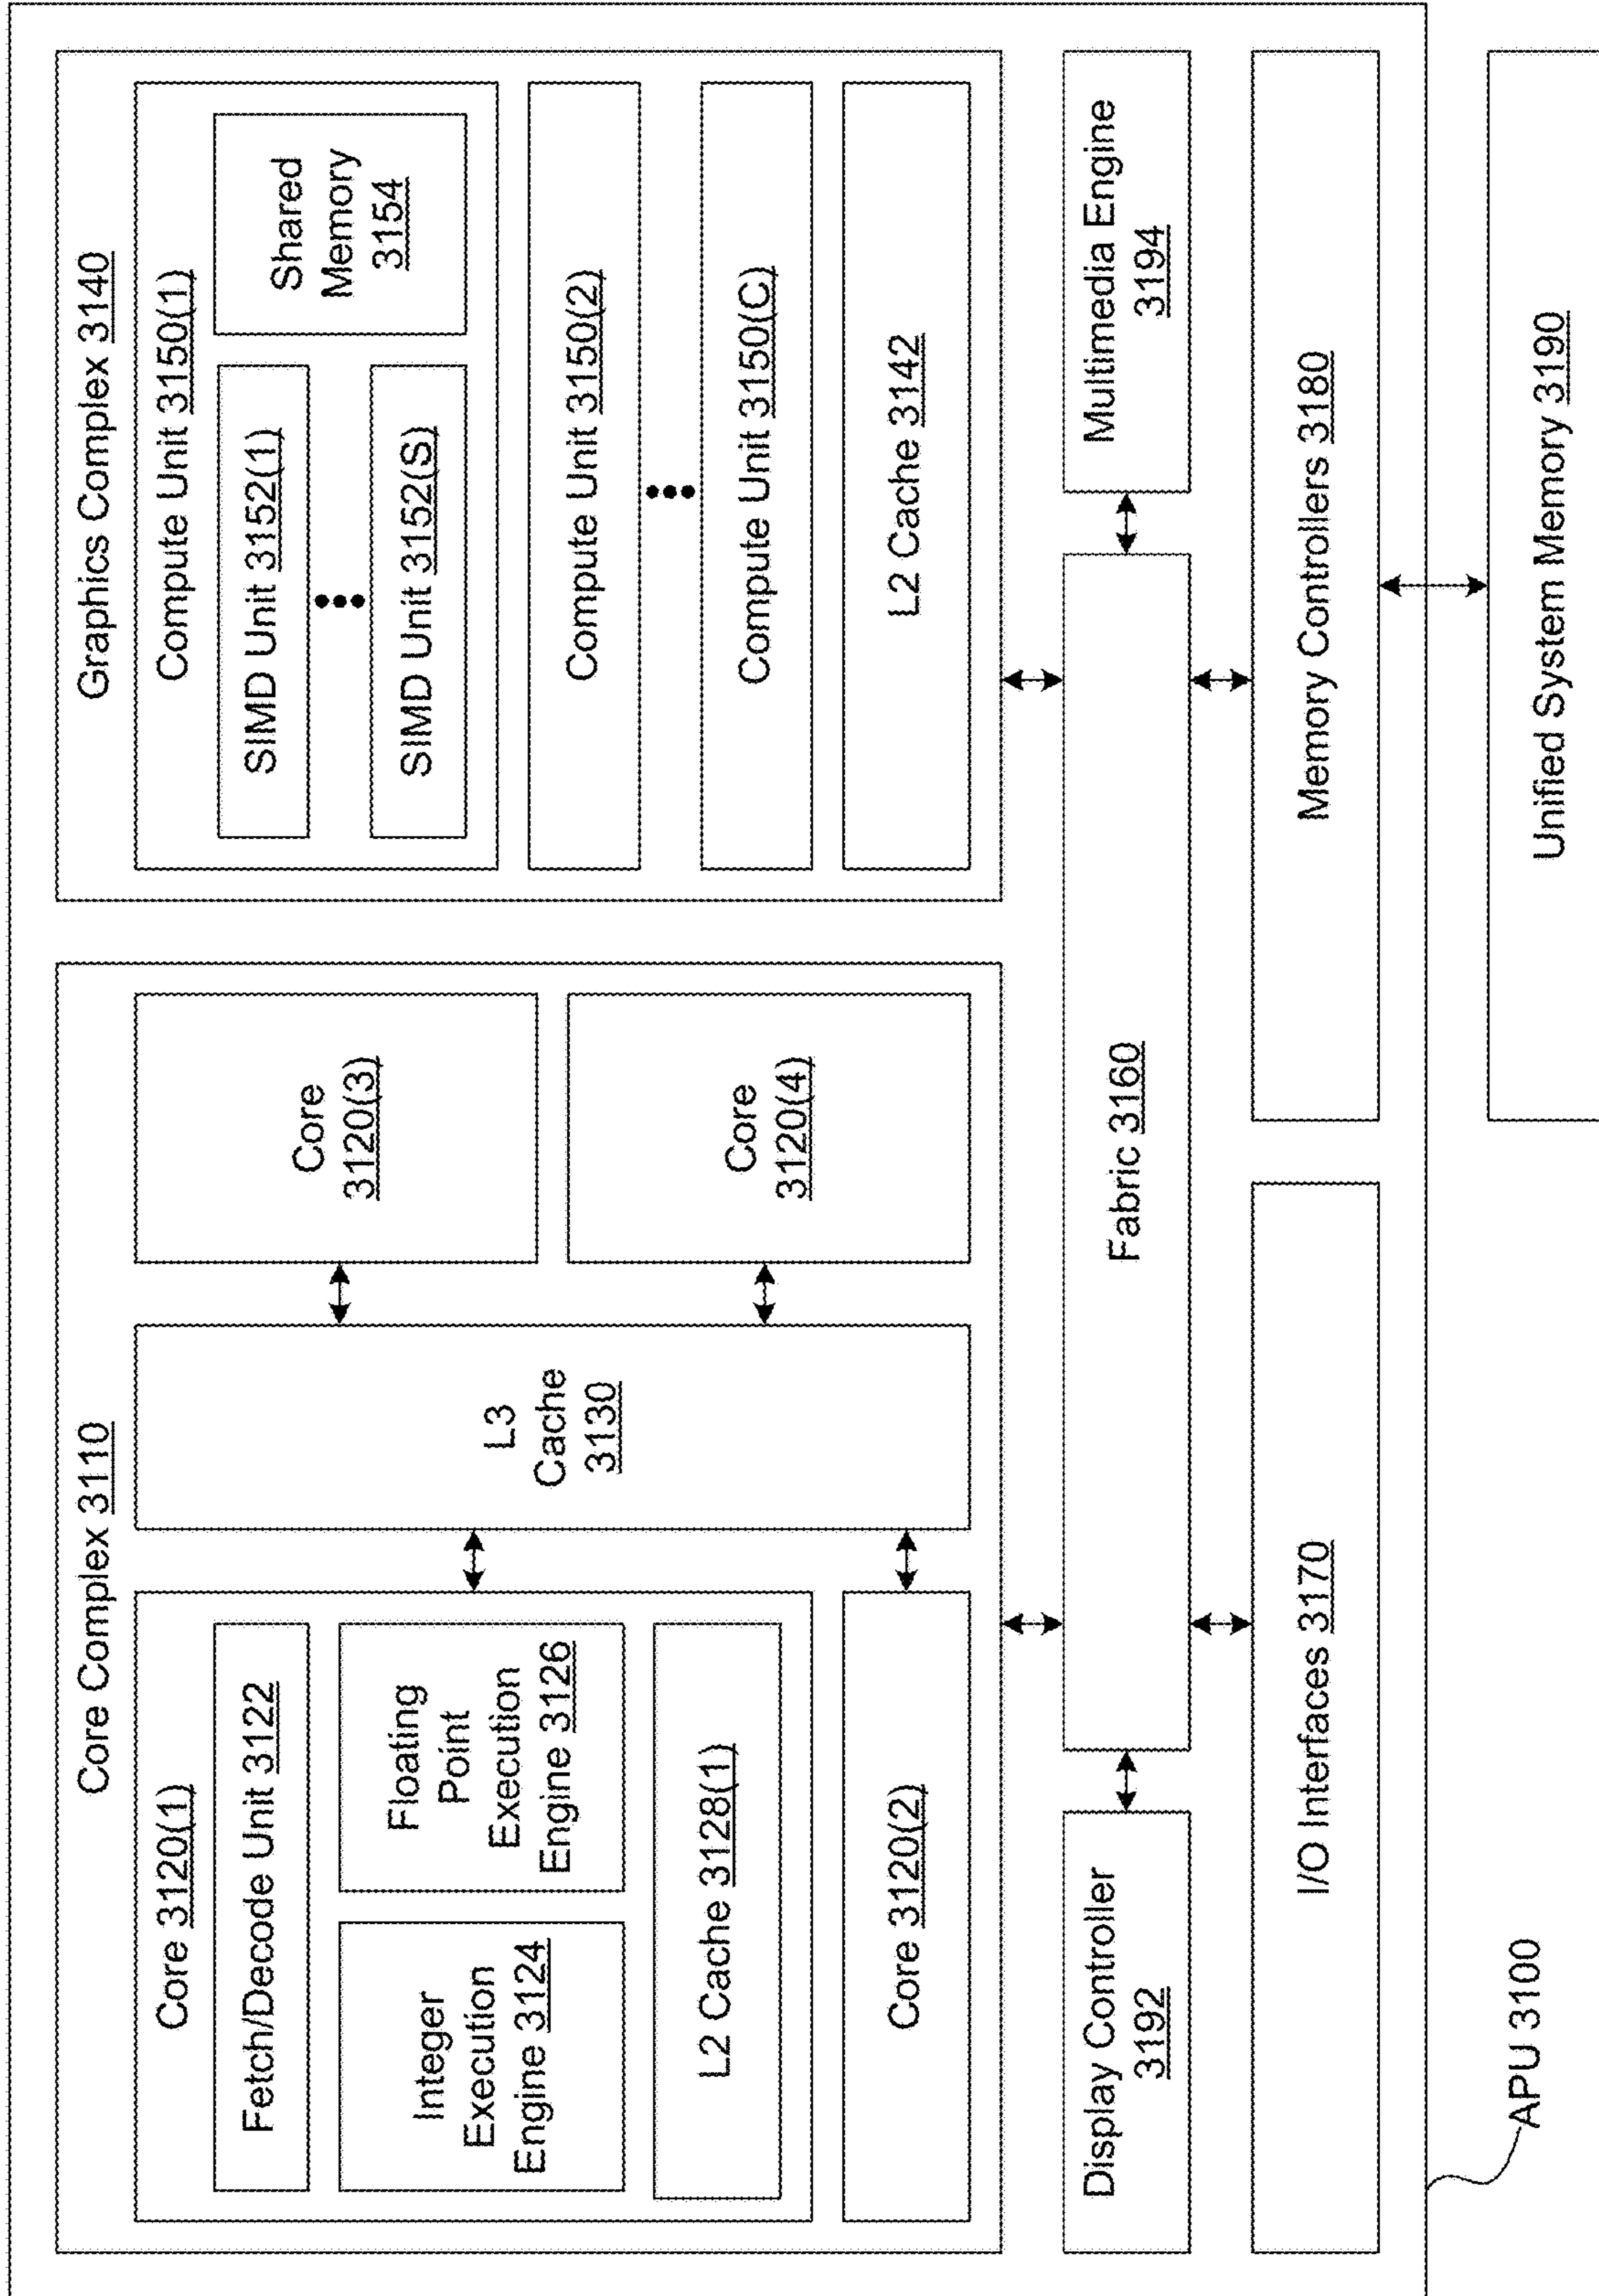 Core Complex 3110
Core 3120(1)
Fetch/Decode Unit 3122
Integer
Execution
Engine 3124
Floating
Point
Execution
Engine 3126
L2 Cache 3128(1)
Core 3120(2)
L3
Cache
3130
Core
3120(3)
Core
3120(4)
Graphics Complex 3140
Compute Unit 3150(1)
SIMD Unit 3152(1)
SIMD Unit 3152(S)
Shared
Memory
3154
Compute Unit 3150(2)
Compute Unit 3150(C)
L2 Cache 3142
Display Controller
3192
Fabric 3160
Multimedia Engine
3194
I/O Interfaces 3170
Memory Controllers 3180
APU 3100
Unified System Memory 3190